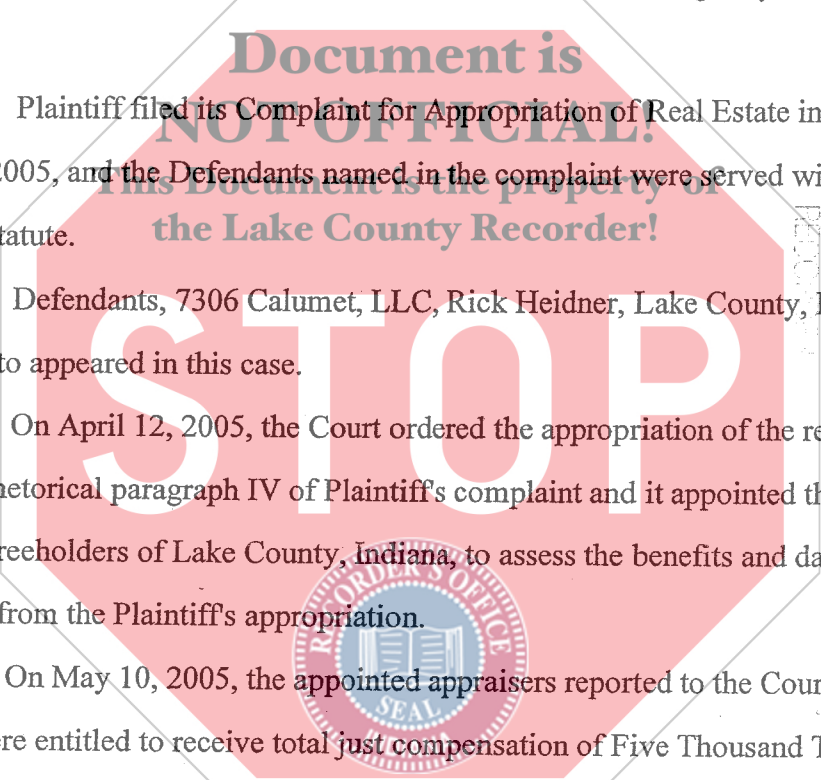 Document is
Plaintiff filed its Complaint for Appropriation of Real Estate in
NOT OFFICIAL!
2005, and the Defendants named in the complaint were served wi
This Document is the property of
tatute.
the Lake County Recorder!
Defendants, 7306 Calumet, LLC, Rick Heidner, Lake County,
to appeared in this case.
STOP
On April 12, 2005, the Court ordered the appropriation of the re
hetorical paragraph IV of Plaintiff's complaint and it appointed th
reeholders of Lake County, Indiana, to assess the benefits and da
RECORDER'S OFFICE
from the Plaintiff's appropriation.
On May 10, 2005, the appointed appraisers reported to the Cour
SEAL
re entitled to receive total just compensation of Five Thousand T